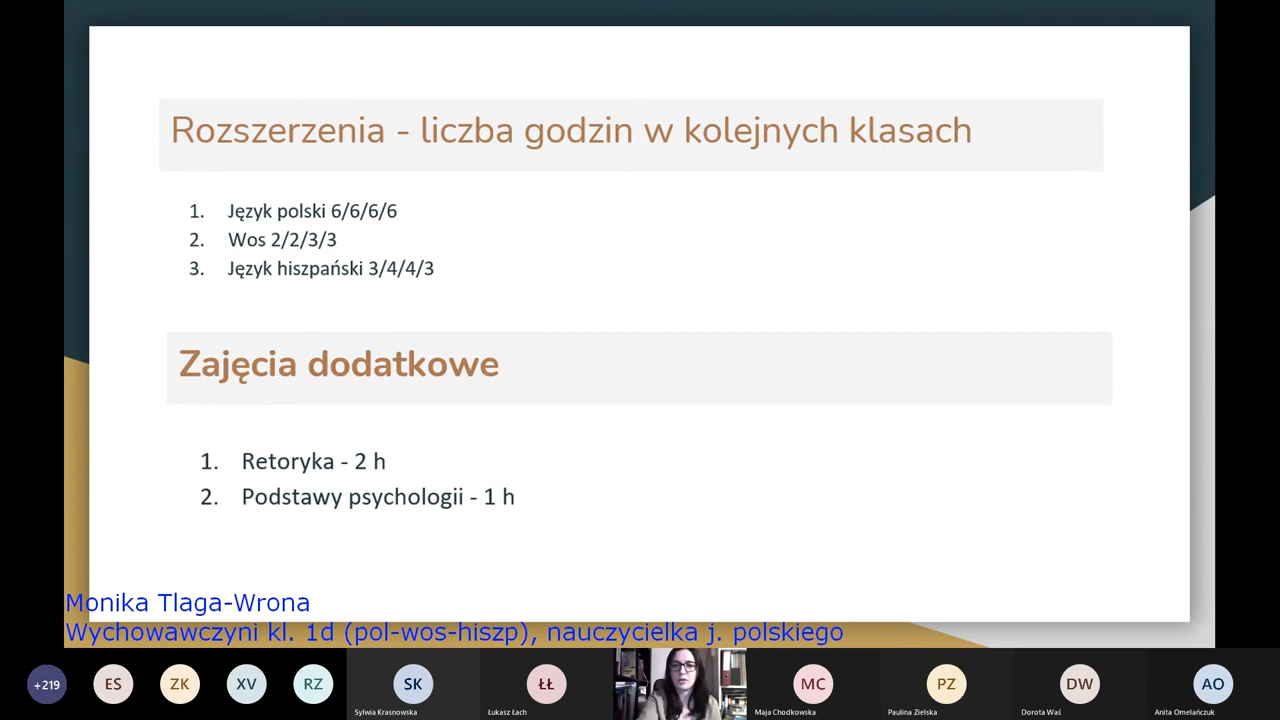 Rozszerzenia - liczba godzin w kolejnych klasach
1. Język polski 6/6/6/6
2. Wos 2/2/3/3
3. Język hiszpański 3/4/4/3
Zajęcia dodatkowe
1. Retoryka - 2 h
2. Podstawy psychologii - 1 h
Monika Tlaga-Wrona
Wychowawczyni kl. 1d (pol-wos-hiszp), nauczycielka j. polskiego
+219 ES ZK XV RZ SK ŁŁ MC PZ DW AO
Sylwia Krasnowska Łukasz Łach Maja Chodkowska Paulina Zielska Dorota Waś Anita Omelańczuk